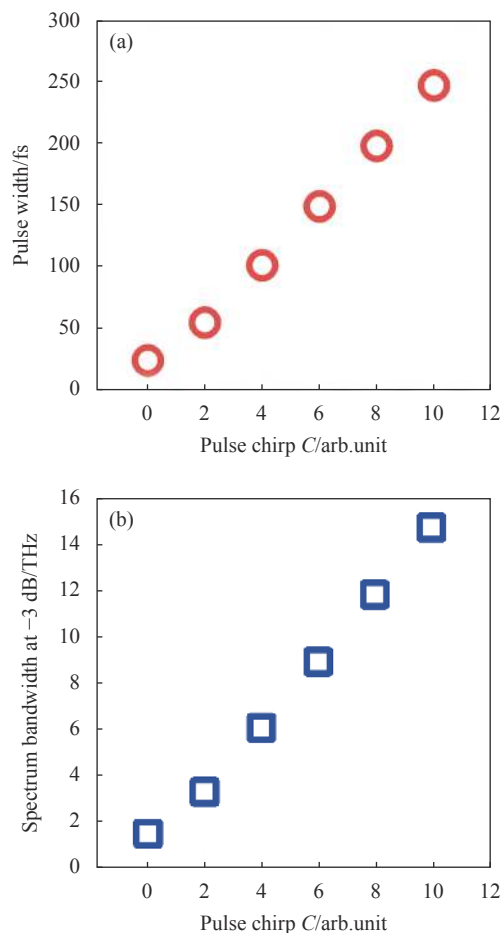 300
(a)
250
200
150
100
50
0
Pulse width/fs
0 2 4 6 8 10 12
Pulse chirp C/arb.unit
16
(b)
14
12
10
8
6
4
2
0
Spectrum bandwidth at −3 dB/THz
0 2 4 6 8 10 12
Pulse chirp C/arb.unit